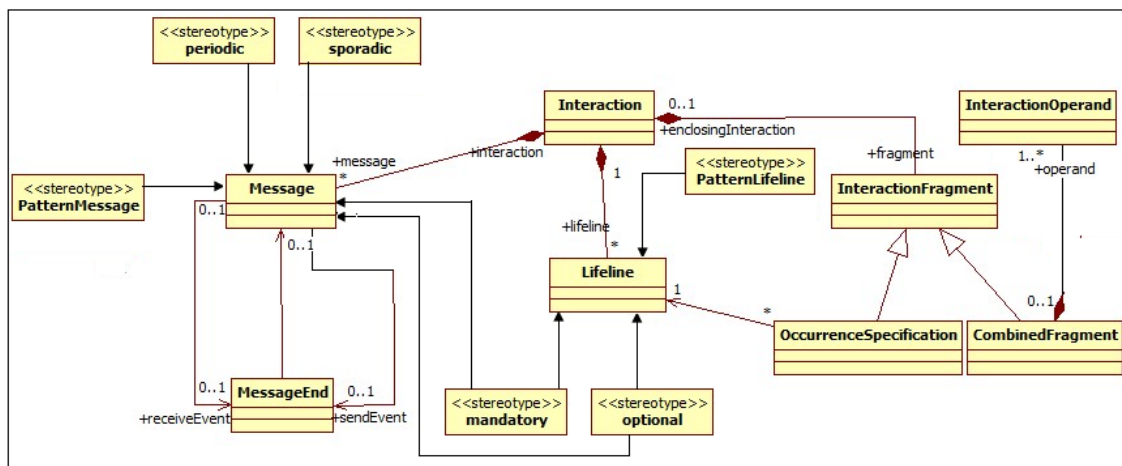 <<stereotype>>
periodic
<<stereotype>>
sporadic
Interaction
0..1
+enclosingInteraction
InteractionOperand
+message
*
+interaction
1
<<stereotype>>
PatternLifeline
+fragment
1..*
+operand
<<stereotype>>
PatternMessage
Message
0..1
0..1
InteractionFragment
+lifeline
*
Lifeline
1
*
0..1
OccurrenceSpecification
CombinedFragment
0..1
+receiveEvent
MessageEnd
0..1
+sendEvent
<<stereotype>>
mandatory
<<stereotype>>
optional